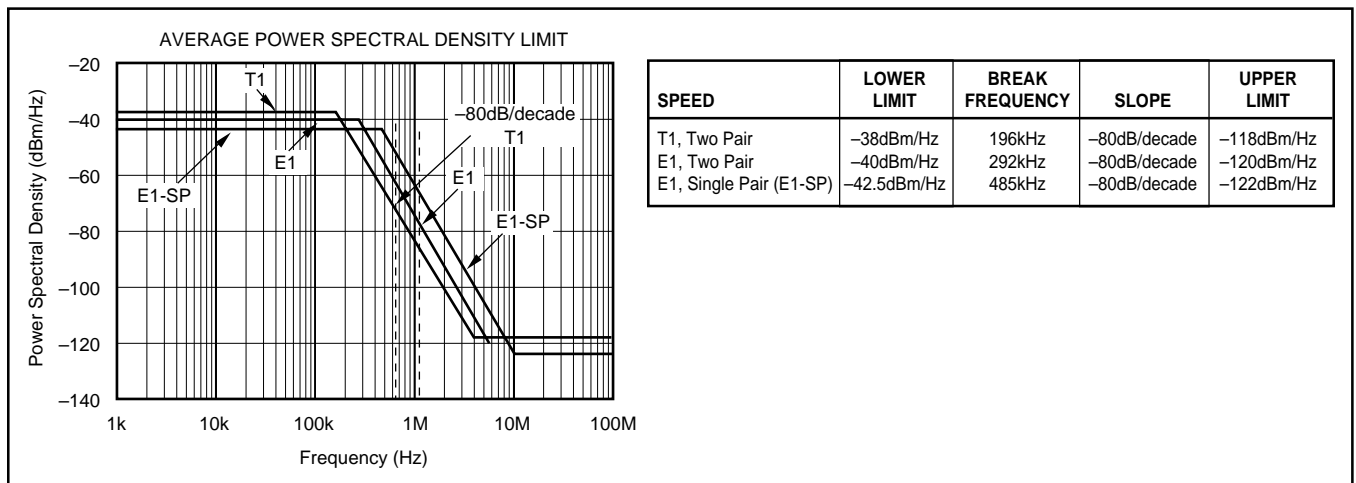 AVERAGE POWER SPECTRAL DENSITY LIMIT
Power Spectral Density (dBm/Hz)
–20
–40
–60
–80
–100
–120
–140
T1
–80dB/decade
T1
E1
E1
E1-SP
E1-SP
1k 10k 100k 1M 10M 100M
Frequency (Hz)
SPEED LOWER LIMIT BREAK FREQUENCY SLOPE UPPER LIMIT
T1, Two Pair –38dBm/Hz 196kHz –80dB/decade –118dBm/Hz
E1, Two Pair –40dBm/Hz 292kHz –80dB/decade –120dBm/Hz
E1, Single Pair (E1-SP) –42.5dBm/Hz 485kHz –80dB/decade –122dBm/Hz